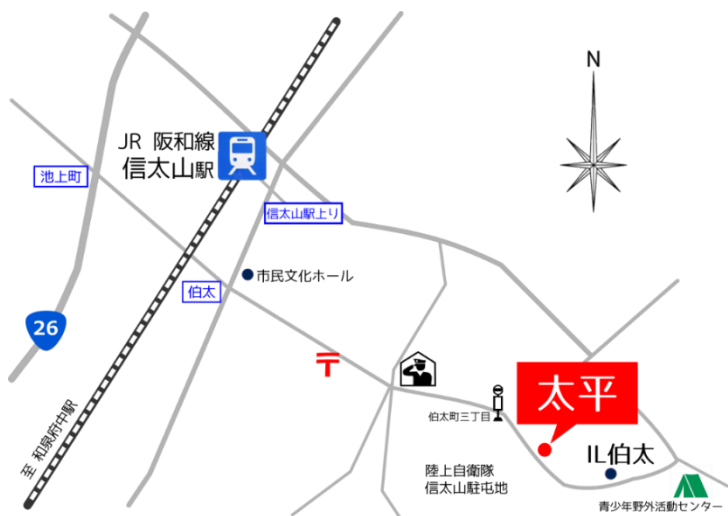 N
JR 阪和線
信太山駅
池上町
信太山駅上り
市民文化ホール
伯太
26
〒
太平
伯太町三丁目
至 和泉府中駅
IL伯太
陸上自衛隊
信太山駐屯地
青少年野外活動センター